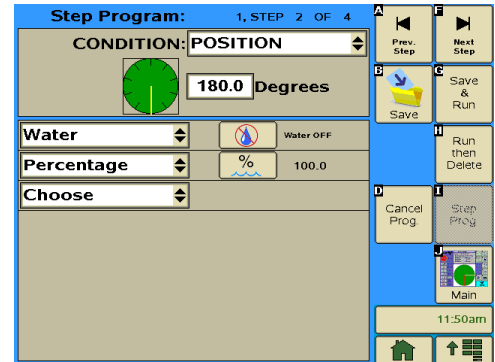 Step Program: 1, STEP 2 OF 4
CONDITION: POSITION
180.0 Degrees
Water Water OFF
Percentage % 100.0
Choose
A Prev. Step
F Next Step
B Save
G Save & Run
H Run then Delete
D Cancel Prog.
I Step Prog
J Main
11:50am